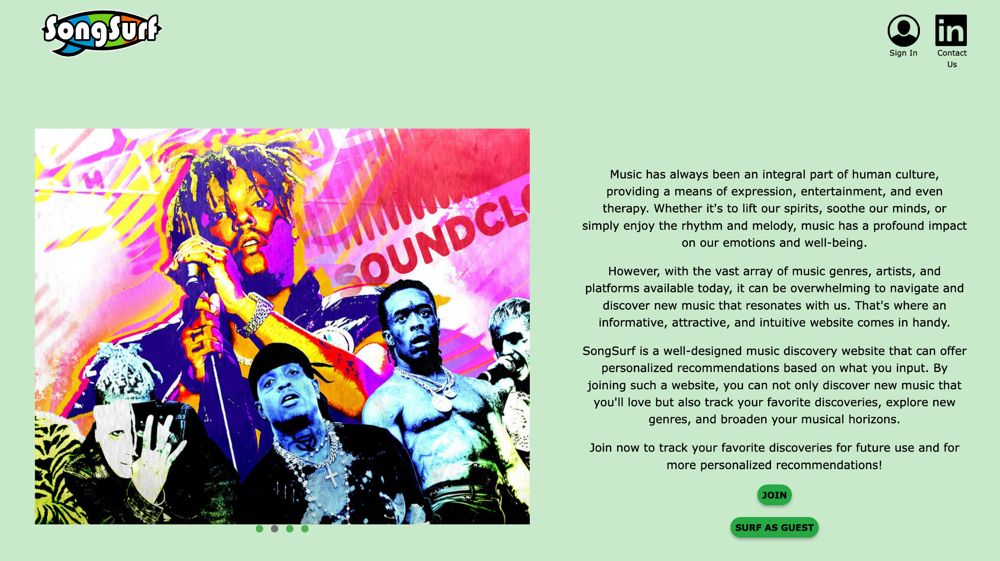 SongSurf
in
Sign In
Contact
Us
SOUNDCLO
Music has always been an integral part of human culture,
providing a means of expression, entertainment, and even
therapy. Whether it's to lift our spirits, soothe our minds, or
simply enjoy the rhythm and melody, music has a profound impact
on our emotions and well-being.
However, with the vast array of music genres, artists, and
platforms available today, it can be overwhelming to navigate and
discover new music that resonates with us. That's where an
informative, attractive, and intuitive website comes in handy.
SongSurf is a well-designed music discovery website that can offer
personalized recommendations based on what you input. By
joining such a website, you can not only discover new music that
you'll love but also track your favorite discoveries, explore new
genres, and broaden your musical horizons.
Join now to track your favorite discoveries for future use and for
more personalized recommendations!
JOIN
SURF AS GUEST